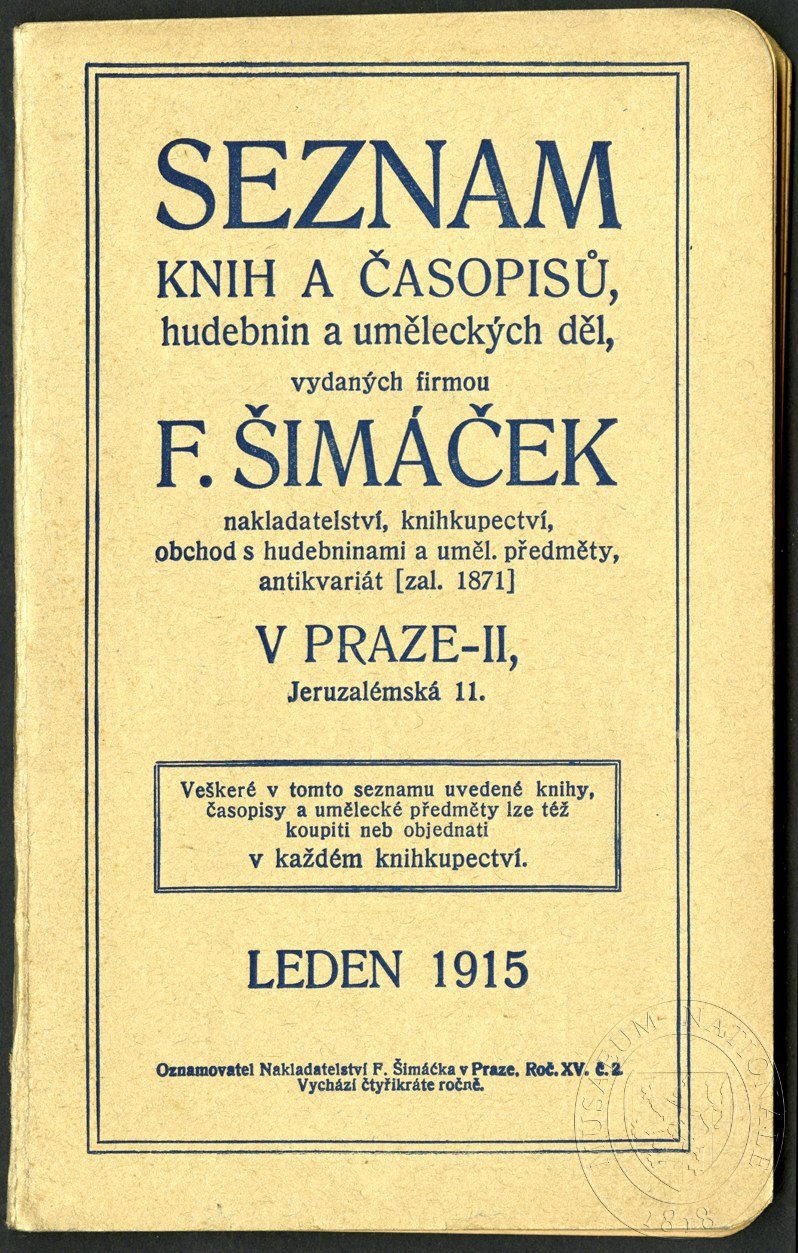 SEZNAM
KNIH A ČASOPISŮ,
hudebnin a uměleckých děl,
vydaných firmou
F. ŠIMÁČEK
nakladatelství, knihkupectví,
obchod s hudebninami a uměl. předměty,
antikvariát [zal. 1871]
V PRAZE-II,
Jeruzalémská 11.
Veškeré v tomto seznamu uvedené knihy,
časopisy a umělecké předměty lze též
koupiti neb objednati
v každém knihkupectví.
LEDEN 1915
Oznamovatel Nakladatelství F. Šimáčka v Praze. Roč. XV. č. 2
Vychází čtyřikráte ročně.
MUSAEUM NATIONALE
1818